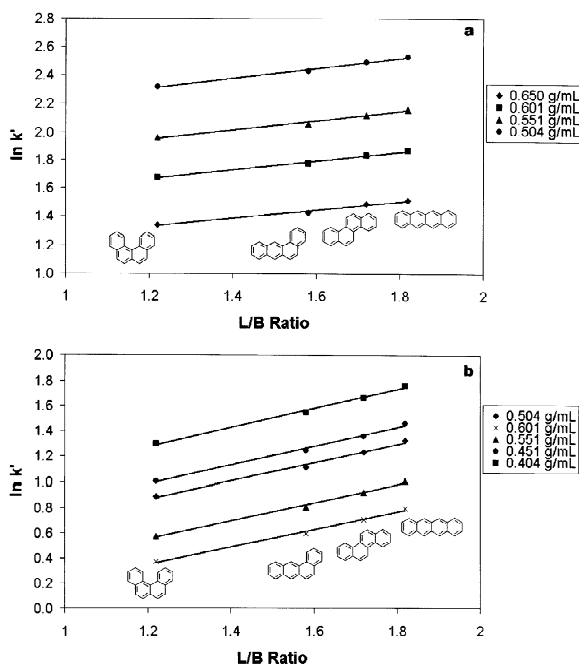 2.8
a
2.6
2.4
2.2
2.0
1.8
1.6
1.4
1.2
1.0
ln k'
1 1.2 1.4 1.6 1.8 2
L/B Ratio
0.650 g/mL
0.601 g/mL
0.551 g/mL
0.504 g/mL
2.0
b
1.8
1.6
1.4
1.2
1.0
0.8
0.6
0.4
0.2
0.0
ln k'
1 1.2 1.4 1.6 1.8 2
L/B Ratio
0.504 g/mL
0.601 g/mL
0.551 g/mL
0.451 g/mL
0.404 g/mL